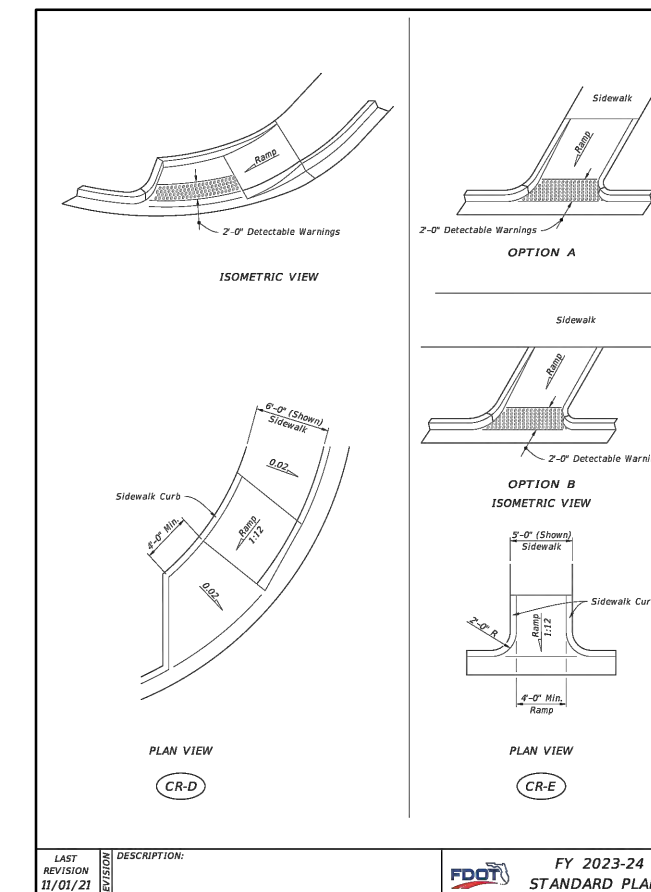 Ramp
2'-0" Detectable Warnings
ISOMETRIC VIEW
6'-0" (Shown)
Sidewalk
0.02
Sidewalk Curb
4'-0" Min.
Ramp
1:12
0.02
PLAN VIEW
CR-D
Sidewalk
Ramp
2'-0" Detectable Warnings
OPTION A
Sidewalk
Ramp
2'-0" Detectable Warni
OPTION B
ISOMETRIC VIEW
5'-0" (Shown)
Sidewalk
Sidewalk Cur
2'-0" R
Ramp
1:12
4'-0" Min.
Ramp
PLAN VIEW
CR-E
LAST
REVISION
11/01/21
EVISION
DESCRIPTION:
FDOT
FY 2023-24
STANDARD PLA